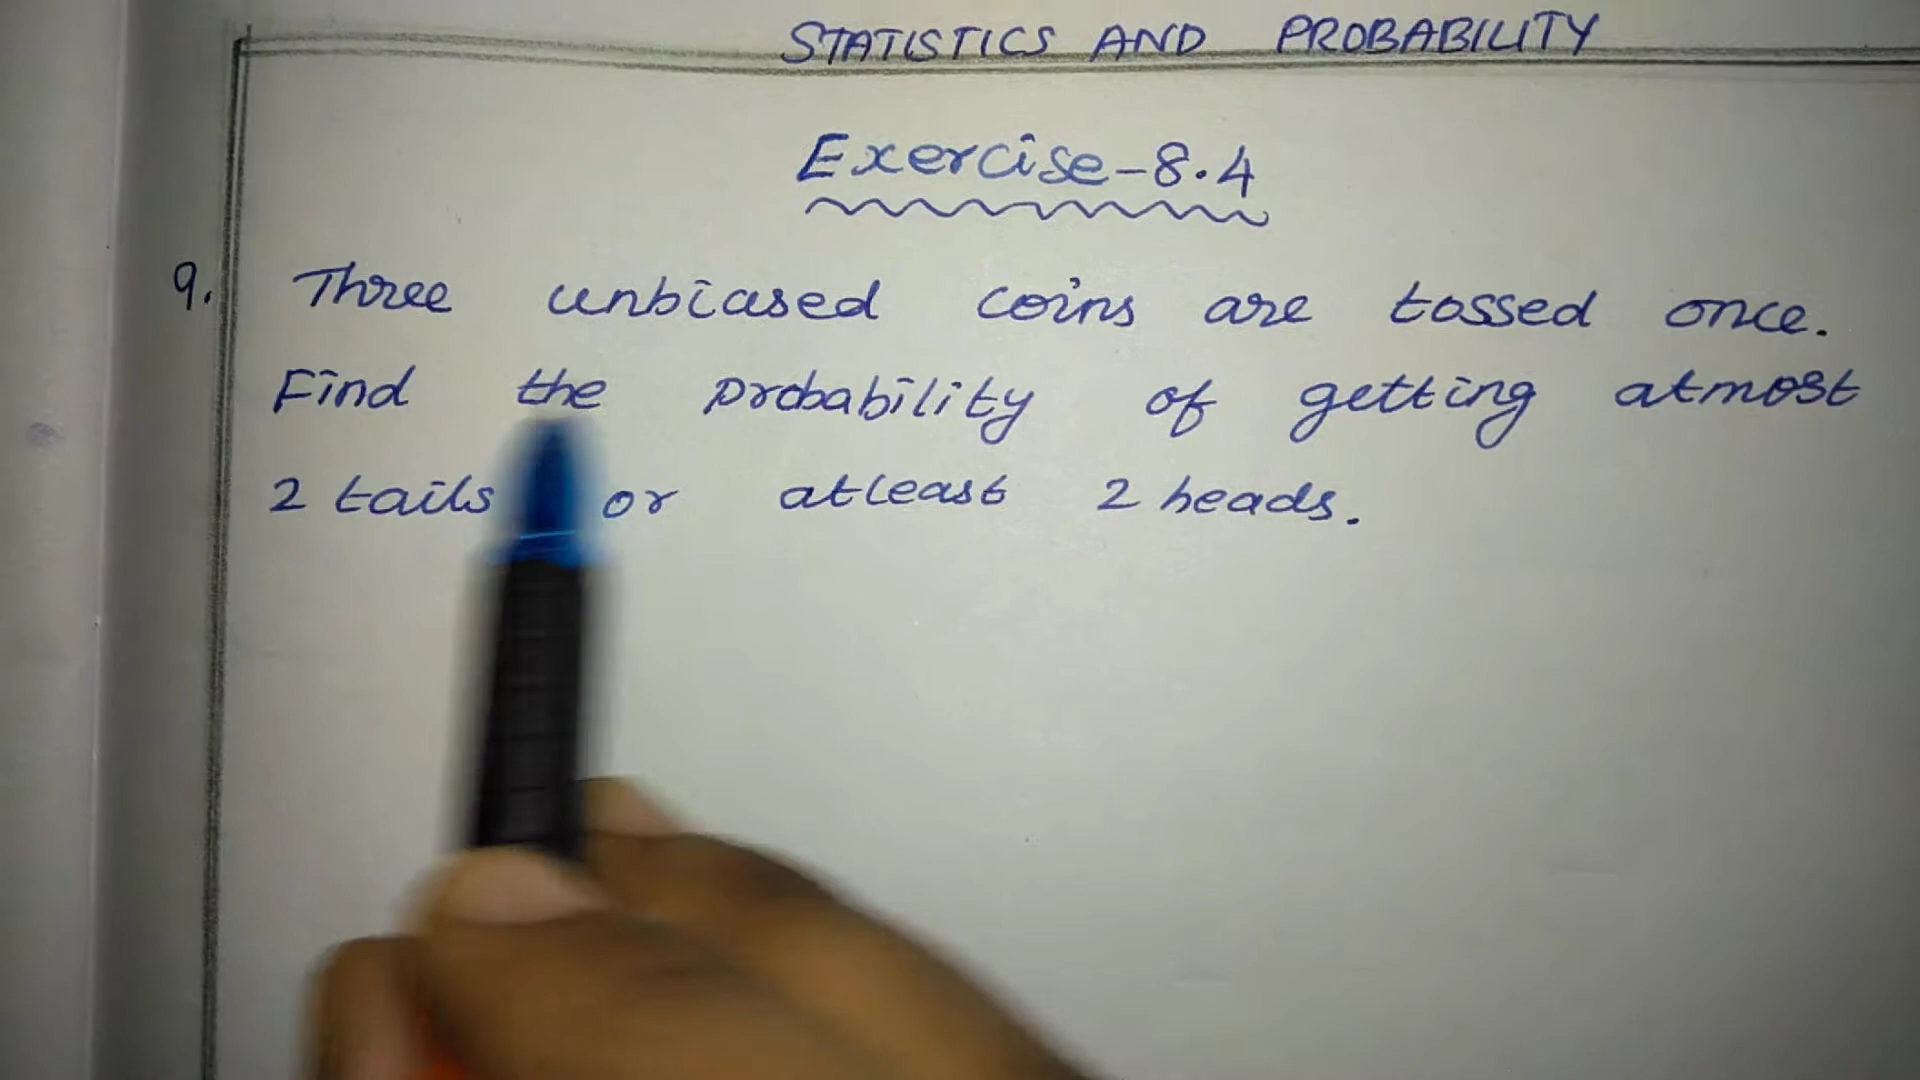 STATISTICS AND PROBABILITY
Exercise-8.4
9. Three unbiased coins are tossed once.
Find the probability of getting atmost
2 tails or atleast 2 heads.